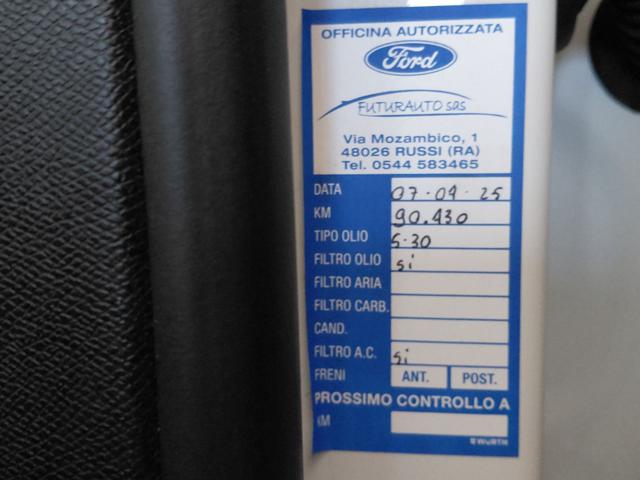 OFFICINA AUTORIZZATA
Ford
FUTURAUTO SAS
Via Mozambico, 1
48026 RUSSI (RA)
Tel. 0544 583465
DATA 07-04-25
KM 90.430
TIPO OLIO 5-30
FILTRO OLIO si
FILTRO ARIA
FILTRO CARB.
CAND.
FILTRO A.C. si
FRENI ANT. POST.
PROSSIMO CONTROLLO A
KM
WÜRTH